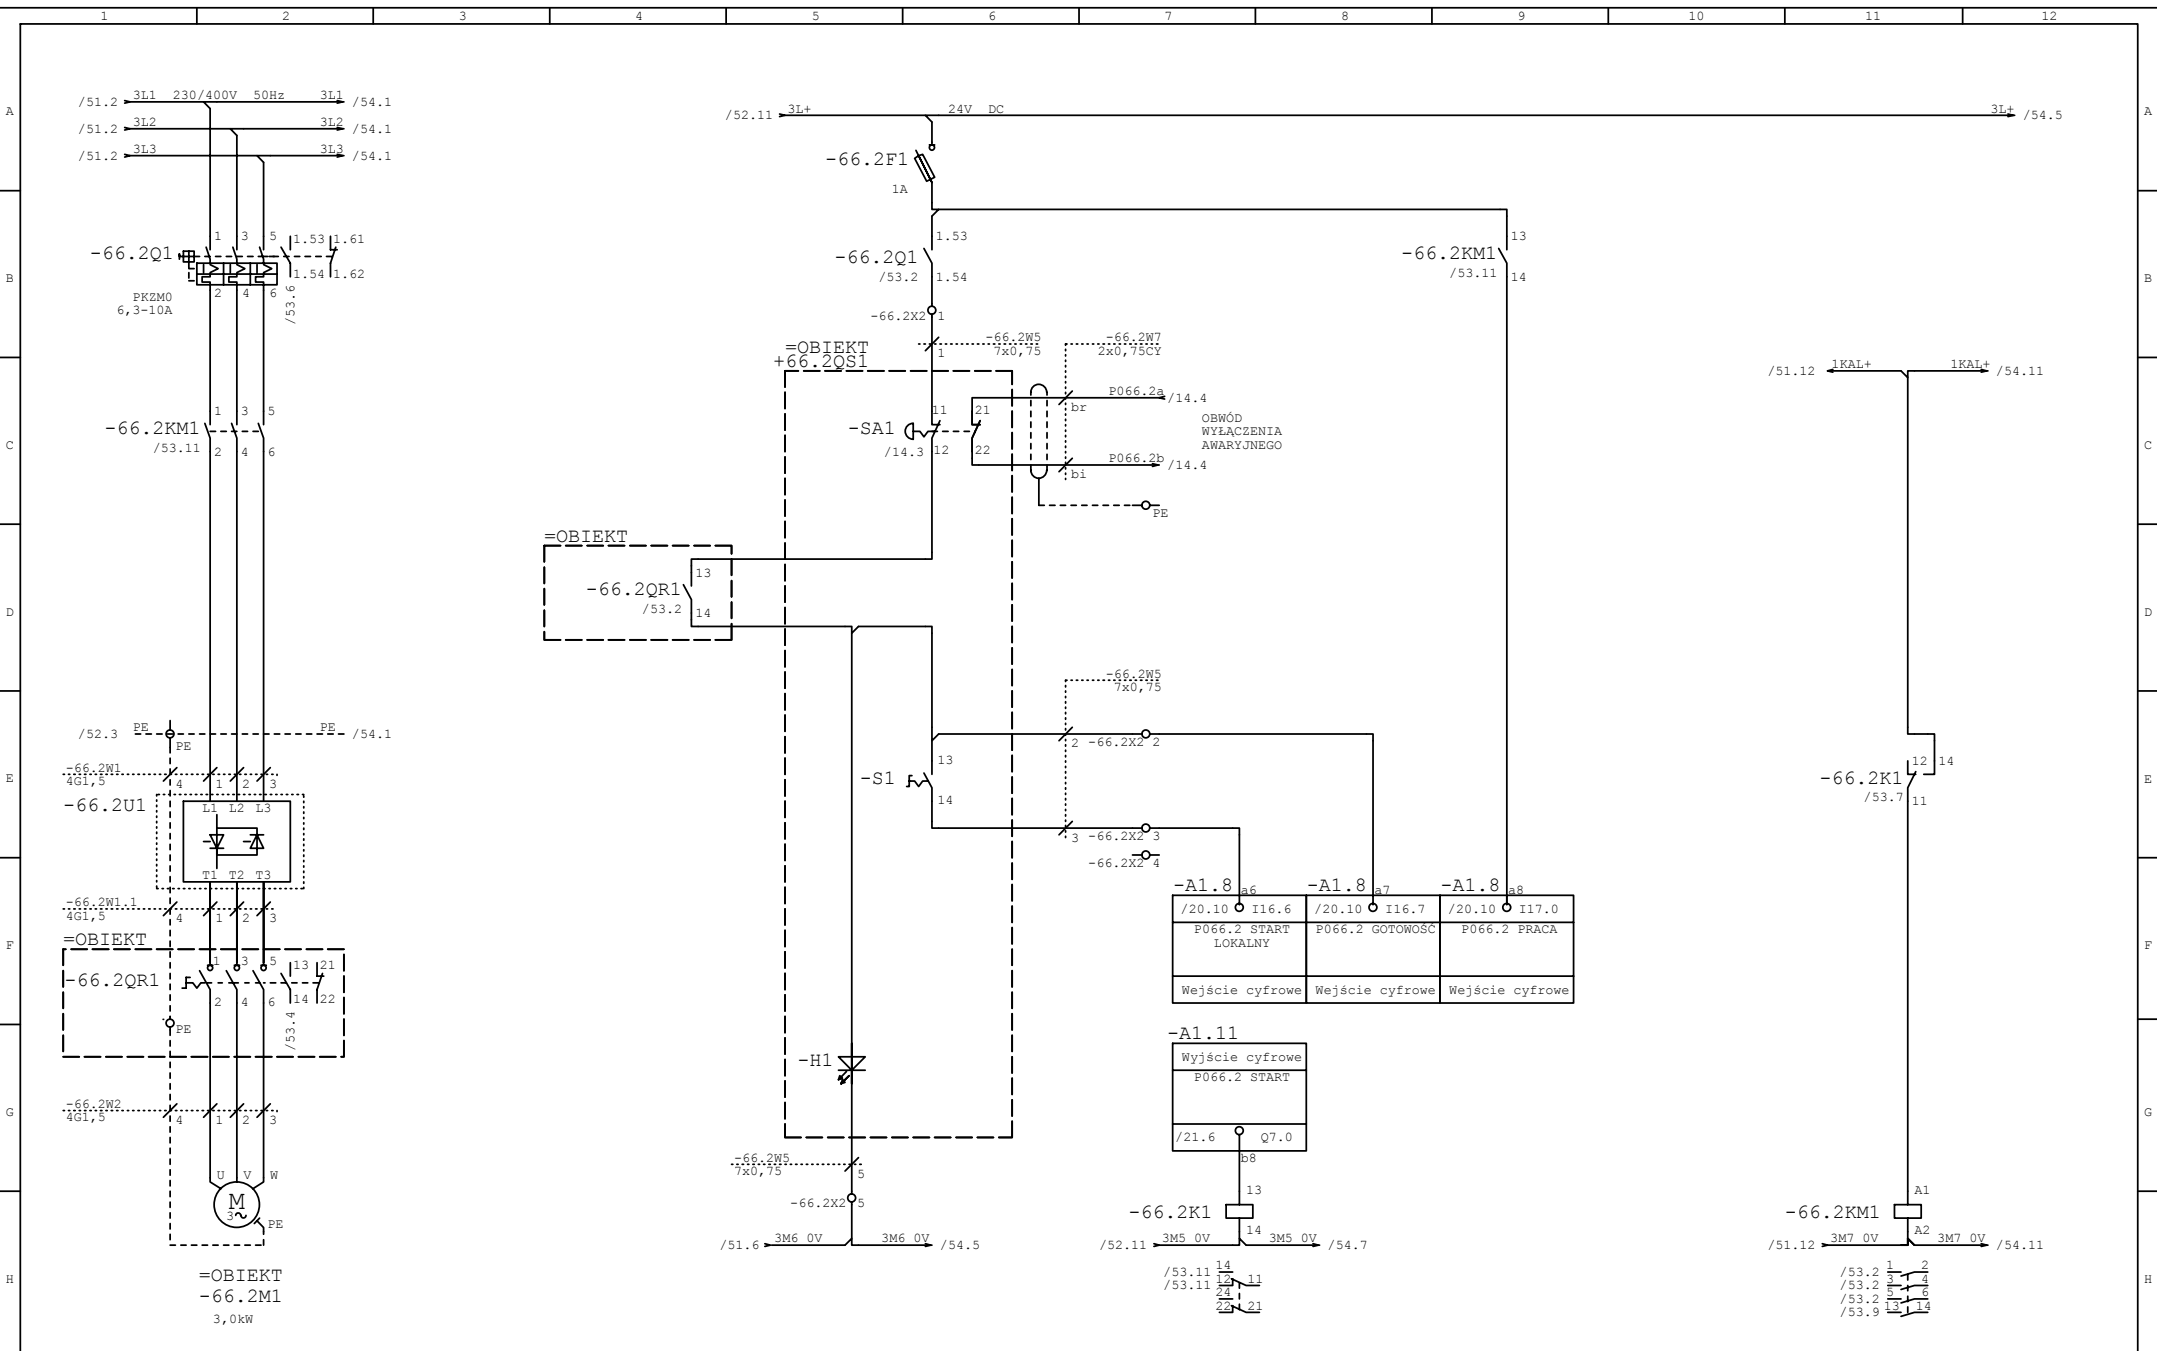 1 2 3 4 5 6 7 8 9 10 11 12
A A
B B
C C
D D
E E
F F
G G
H H
/51.2 3L1 230/400V 50Hz 3L1 /54.1
/51.2 3L2 3L2 /54.1
/51.2 3L3 3L3 /54.1
-66.2Q1 1 3 5 1.53 1.61
2 4 6 1.54 1.62
PKZM0
6,3-10A
/53.6
-66.2KM1 1 3 5
/53.11 2 4 6
/52.3 PE PE /54.1
PE
-66.2W1
4G1,5 4 1 2 3
-66.2U1 L1 L2 L3
T1 T2 T3
-66.2W1.1
4G1,5 4 1 2 3
=OBIEKT
-66.2QR1 1 3 5 13 21
2 4 6 14 22
PE
/53.4
-66.2W2
4G1,5 4 1 2 3
U V W
M
3
PE
=OBIEKT
-66.2M1
3,0kW
/52.11 3L+ 24V DC 3L+ /54.5
-66.2F1
1A
-66.2Q1 1.53
/53.2 1.54
-66.2X2 1
-66.2W5
7x0,75
1
-66.2W7
2x0,75CY
=OBIEKT
+66.2QS1
-SA1 11 21
/14.3 12 22
br P066.2a /14.4
OBWÓD
WYŁĄCZENIA
AWARYJNEGO
bi P066.2b /14.4
PE
=OBIEKT
-66.2QR1 13
/53.2 14
-66.2W5
7x0,75
2 -66.2X2 2
-S1 13
14
3 -66.2X2 3
-66.2X2 4
-H1
-66.2W5
7x0,75 5
-66.2X2 5
/51.6 3M6 0V 3M6 0V /54.5
-66.2KM1 13
/53.11 14
-A1.8 a6 -A1.8 a7 -A1.8 a8
/20.10 I16.6 /20.10 I16.7 /20.10 I17.0
P066.2 START P066.2 GOTOWOŚĆ P066.2 PRACA
LOKALNY
Wejście cyfrowe Wejście cyfrowe Wejście cyfrowe
-A1.11
Wyjście cyfrowe
P066.2 START
/21.6 Q7.0
b8
-66.2K1 13
14
/52.11 3M5 0V 3M5 0V /54.7
/53.11 14
/53.11 12 11
24
22 21
/51.12 1KAL+ 1KAL+ /54.11
-66.2K1 12 14
/53.7 11
-66.2KM1 A1
A2
/51.12 3M7 0V 3M7 0V /54.11
/53.2 1 2
/53.2 3 4
/53.2 5 6
/53.9 13 14